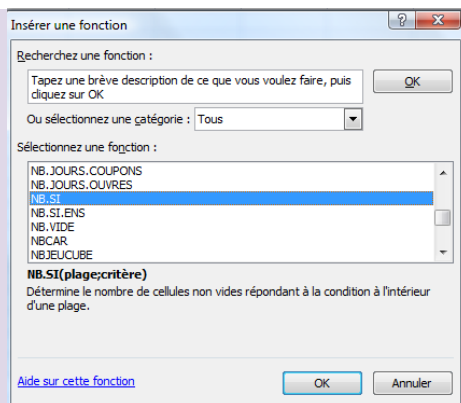 Insérer une fonction
Recherchez une fonction :
Tapez une brève description de ce que vous voulez faire, puis
cliquez sur OK
OK
Ou sélectionnez une catégorie : Tous
Sélectionnez une fonction :
NB.JOURS.COUPONS
NB.JOURS.OUVRES
NB.SI
NB.SI.ENS
NB.VIDE
NBCAR
NBJEUCUBE
NB.SI(plage;critère)
Détermine le nombre de cellules non vides répondant à la condition à l'intérieur
d'une plage.
Aide sur cette fonction
OK Annuler